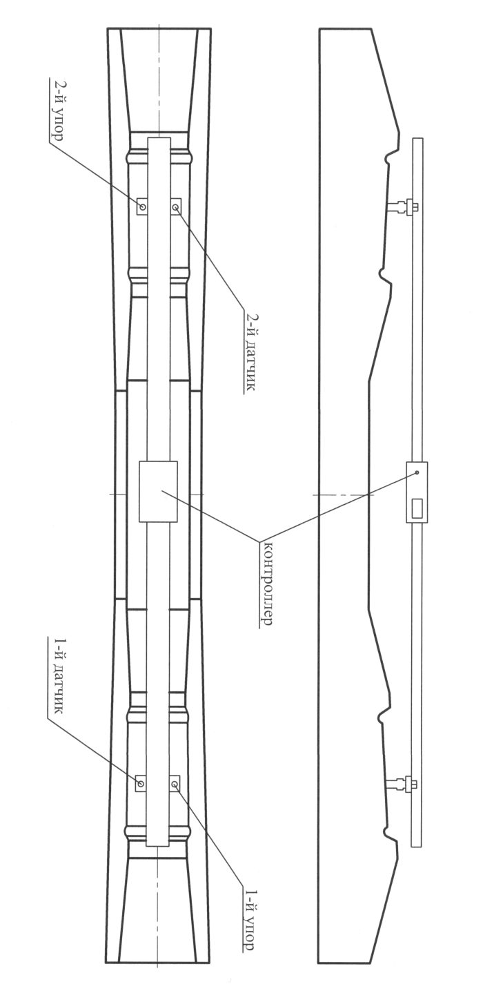 2-й упор
2-й датчик
контроллер
1-й датчик
1-й упор